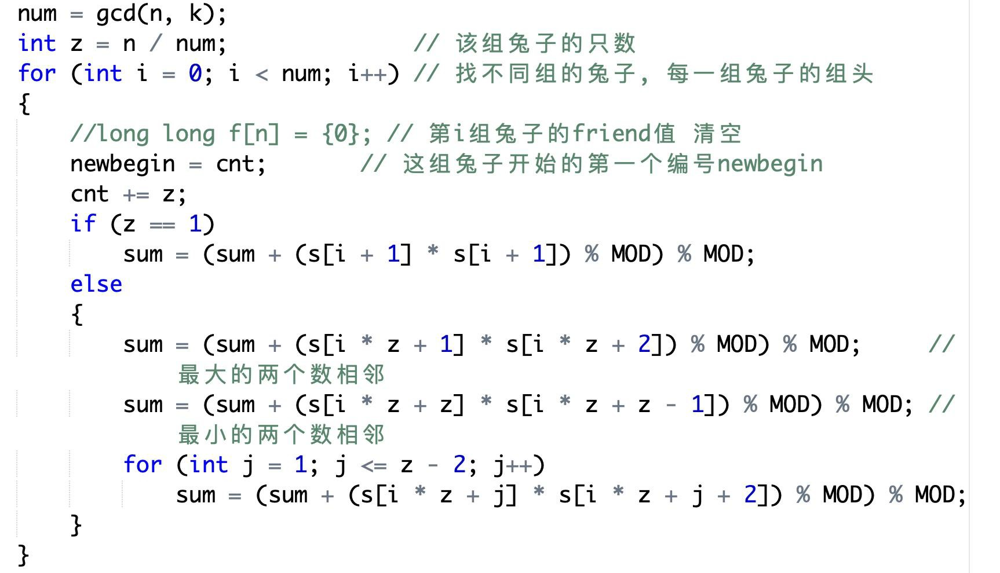 num = gcd(n, k);
int z = n / num;              // 该组兔子的只数
for (int i = 0; i < num; i++) // 找不同组的兔子，每一组兔子的组头
{
    //long long f[n] = {0}; // 第i组兔子的friend值 清空
    newbegin = cnt;       // 这组兔子开始的第一个编号newbegin
    cnt += z;
    if (z == 1)
        sum = (sum + (s[i + 1] * s[i + 1]) % MOD) % MOD;
    else
    {
        sum = (sum + (s[i * z + 1] * s[i * z + 2]) % MOD) % MOD;     //
            最大的两个数相邻
        sum = (sum + (s[i * z + z] * s[i * z + z - 1]) % MOD) % MOD; //
            最小的两个数相邻
        for (int j = 1; j <= z - 2; j++)
            sum = (sum + (s[i * z + j] * s[i * z + j + 2]) % MOD) % MOD;
    }
}